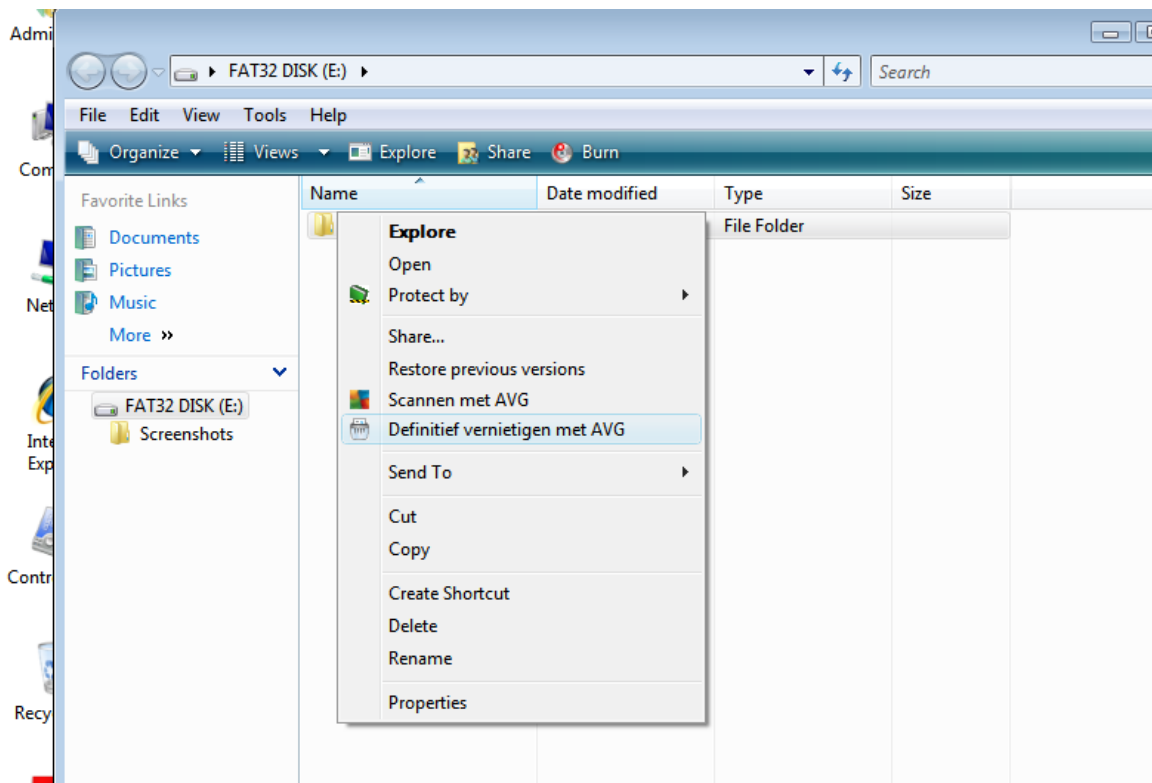 Admi
FAT32 DISK (E:)
Search
File Edit View Tools Help
Organize Views Explore Share Burn
Com
Name Date modified Type Size
Favorite Links
File Folder
Documents
Explore
Open
Pictures
Protect by
Net
Music
More »
Share...
Restore previous versions
Folders
Scannen met AVG
FAT32 DISK (E:)
Definitief vernietigen met AVG
Screenshots
Inte
Exp
Send To
Cut
Copy
Contr
Create Shortcut
Delete
Rename
Properties
Recy